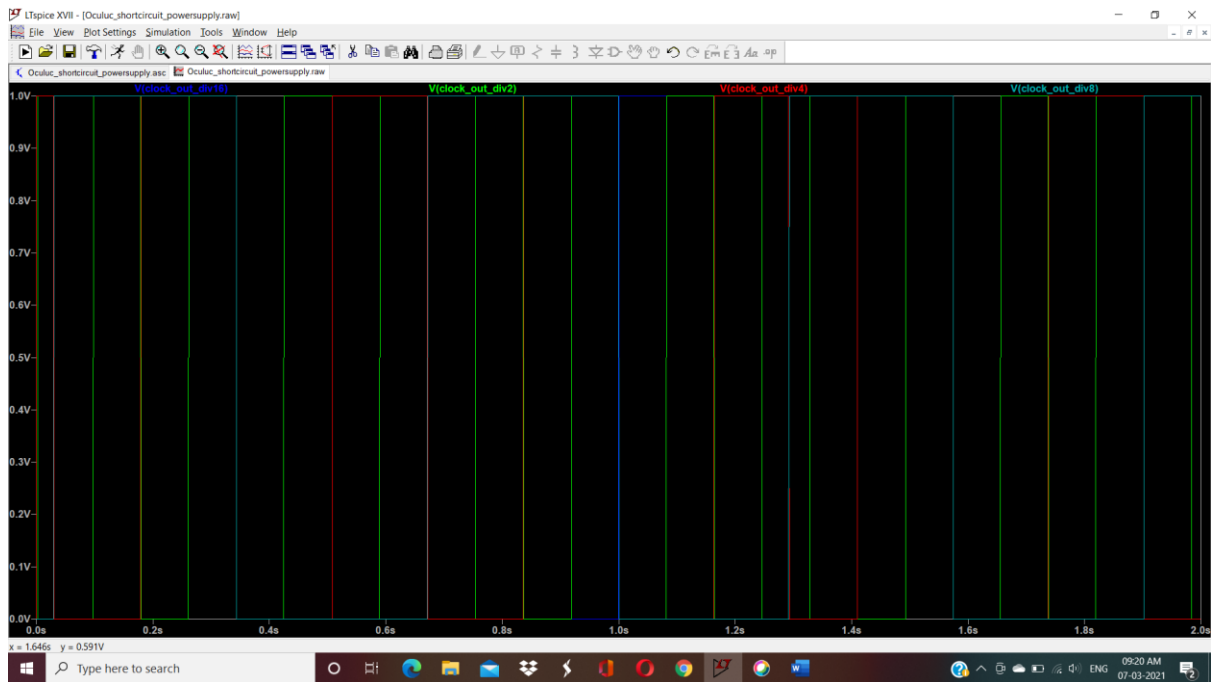 LTspice XVII - [Oculuc_shortcircuit_powersupply.raw]
File View Plot Settings Simulation Tools Window Help
Oculuc_shortcircuit_powersupply.asc Oculuc_shortcircuit_powersupply.raw
V(clock_out_div16) V(clock_out_div2) V(clock_out_div4) V(clock_out_div8)
1.0V
0.9V
0.8V
0.7V
0.6V
0.5V
0.4V
0.3V
0.2V
0.1V
0.0V
0.0s 0.2s 0.4s 0.6s 0.8s 1.0s 1.2s 1.4s 1.6s 1.8s 2.0s
x = 1.646s y = 0.591V
Type here to search
ENG
09:20 AM
07-03-2021
2